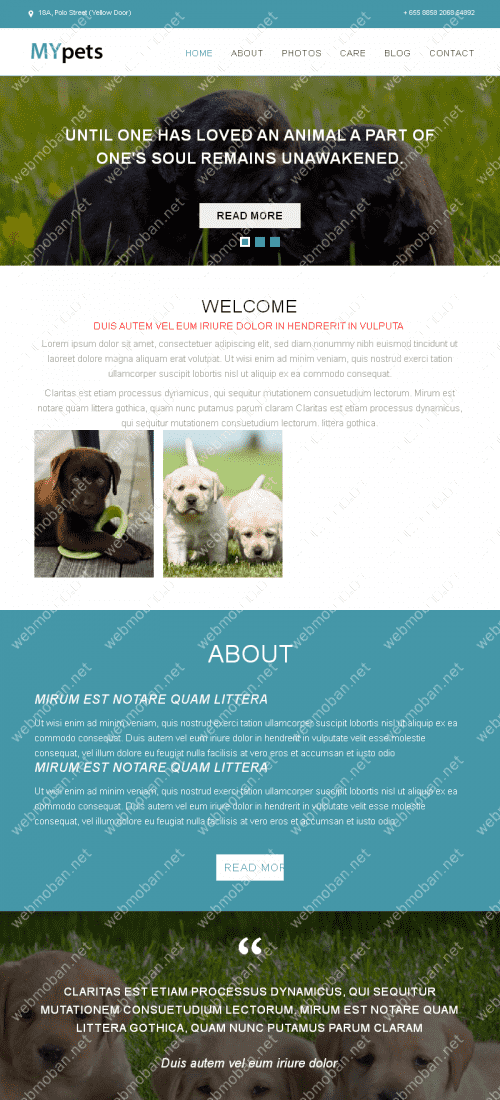 18A, Polo Street (Yellow Door)
+ 655 8858 2068 54892
MYpets
HOME ABOUT PHOTOS CARE BLOG CONTACT
UNTIL ONE HAS LOVED AN ANIMAL A PART OF
ONE'S SOUL REMAINS UNAWAKENED.
READ MORE
WELCOME
DUIS AUTEM VEL EUM IRIURE DOLOR IN HENDRERIT IN VULPUTA
Lorem ipsum dolor sit amet, consectetuer adipiscing elit, sed diam nonummy nibh euismod tincidunt ut
laoreet dolore magna aliquam erat volutpat. Ut wisi enim ad minim veniam, quis nostrud exerci tation
ullamcorper suscipit lobortis nisl ut aliquip ex ea commodo consequat.
Claritas est etiam processus dynamicus, qui sequitur mutationem consuetudium lectorum. Mirum est
notare quam littera gothica, quam nunc putamus parum claram Claritas est etiam processus dynamicus,
qui sequitur mutationem consuetudium lectorum. littera gothica.
ABOUT
MIRUM EST NOTARE QUAM LITTERA
Ut wisi enim ad minim veniam, quis nostrud exerci tation ullamcorper suscipit lobortis nisl ut aliquip ex ea
commodo consequat. Duis autem vel eum iriure dolor in hendrerit in vulputate velit esse molestie
consequat, vel illum dolore eu feugiat nulla facilisis at vero eros et accumsan et iusto odio
MIRUM EST NOTARE QUAM LITTERA
Ut wisi enim ad minim veniam, quis nostrud exerci tation ullamcorper suscipit lobortis nisl ut aliquip ex ea
commodo consequat. Duis autem vel eum iriure dolor in hendrerit in vulputate velit esse molestie
consequat, vel illum dolore eu feugiat nulla facilisis at vero eros et accumsan et iusto odio
READ MOR
“
CLARITAS EST ETIAM PROCESSUS DYNAMICUS, QUI SEQUITUR
MUTATIONEM CONSUETUDIUM LECTORUM. MIRUM EST NOTARE QUAM
LITTERA GOTHICA, QUAM NUNC PUTAMUS PARUM CLARAM
Duis autem vel eum iriure dolor
webmoban.net